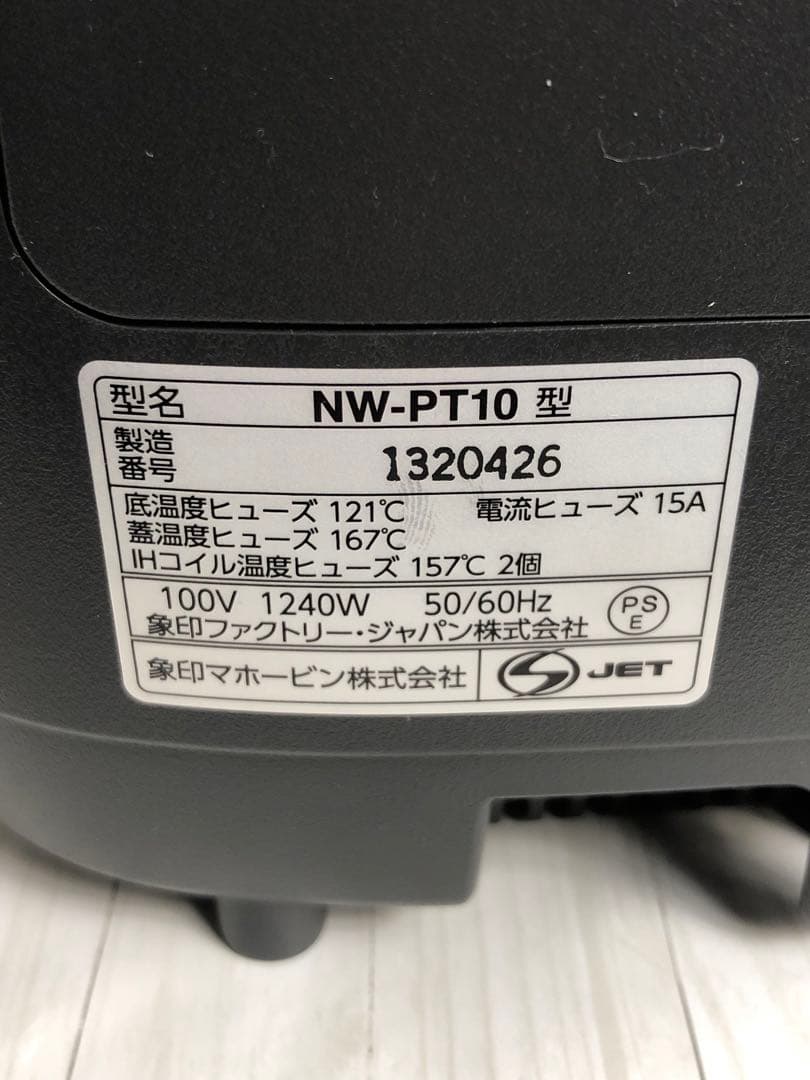 型名 NW-PT10 型
製造
番号 1320426
底温度ヒューズ 121℃ 電流ヒューズ 15A
蓋温度ヒューズ 167℃
IHコイル温度ヒューズ 157℃ 2個
100V 1240W 50/60Hz PS
E
象印ファクトリー・ジャパン株式会社
象印マホービン株式会社 JET